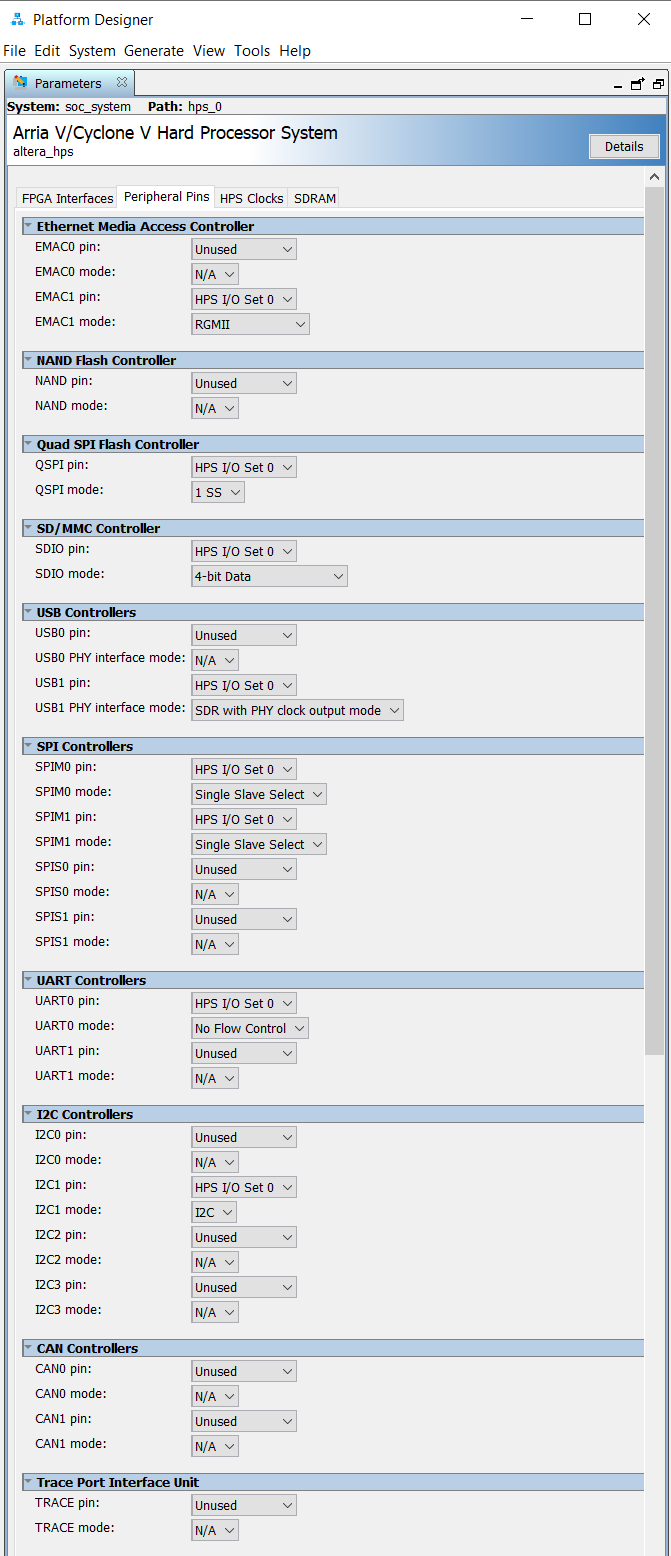 Platform Designer
File Edit System Generate View Tools Help
Parameters
System: soc_system Path: hps_0
Arria V/Cyclone V Hard Processor System
altera_hps
Details
FPGA Interfaces Peripheral Pins HPS Clocks SDRAM
Ethernet Media Access Controller
EMAC0 pin: Unused
EMAC0 mode: N/A
EMAC1 pin: HPS I/O Set 0
EMAC1 mode: RGMII
NAND Flash Controller
NAND pin: Unused
NAND mode: N/A
Quad SPI Flash Controller
QSPI pin: HPS I/O Set 0
QSPI mode: 1 SS
SD/MMC Controller
SDIO pin: HPS I/O Set 0
SDIO mode: 4-bit Data
USB Controllers
USB0 pin: Unused
USB0 PHY interface mode: N/A
USB1 pin: HPS I/O Set 0
USB1 PHY interface mode: SDR with PHY clock output mode
SPI Controllers
SPIM0 pin: HPS I/O Set 0
SPIM0 mode: Single Slave Select
SPIM1 pin: HPS I/O Set 0
SPIM1 mode: Single Slave Select
SPIS0 pin: Unused
SPIS0 mode: N/A
SPIS1 pin: Unused
SPIS1 mode: N/A
UART Controllers
UART0 pin: HPS I/O Set 0
UART0 mode: No Flow Control
UART1 pin: Unused
UART1 mode: N/A
I2C Controllers
I2C0 pin: Unused
I2C0 mode: N/A
I2C1 pin: HPS I/O Set 0
I2C1 mode: I2C
I2C2 pin: Unused
I2C2 mode: N/A
I2C3 pin: Unused
I2C3 mode: N/A
CAN Controllers
CAN0 pin: Unused
CAN0 mode: N/A
CAN1 pin: Unused
CAN1 mode: N/A
Trace Port Interface Unit
TRACE pin: Unused
TRACE mode: N/A